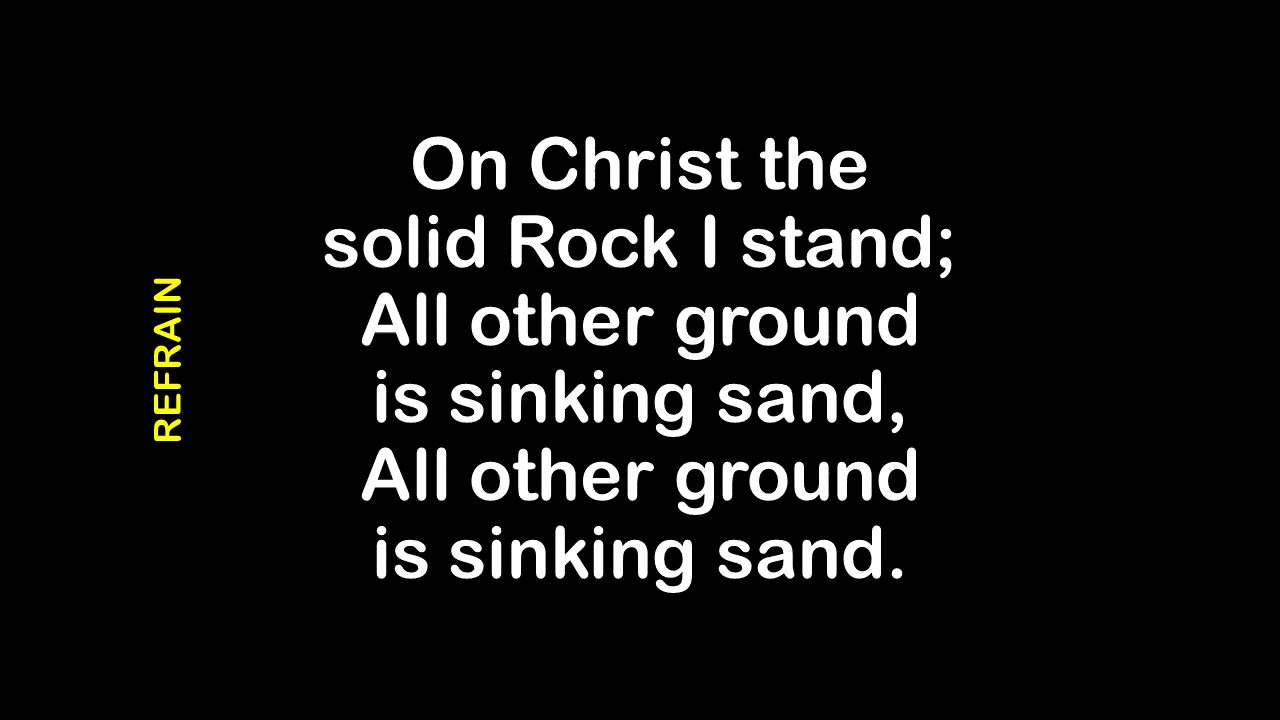 REFRAIN
On Christ the
solid Rock I stand;
All other ground
is sinking sand,
All other ground
is sinking sand.